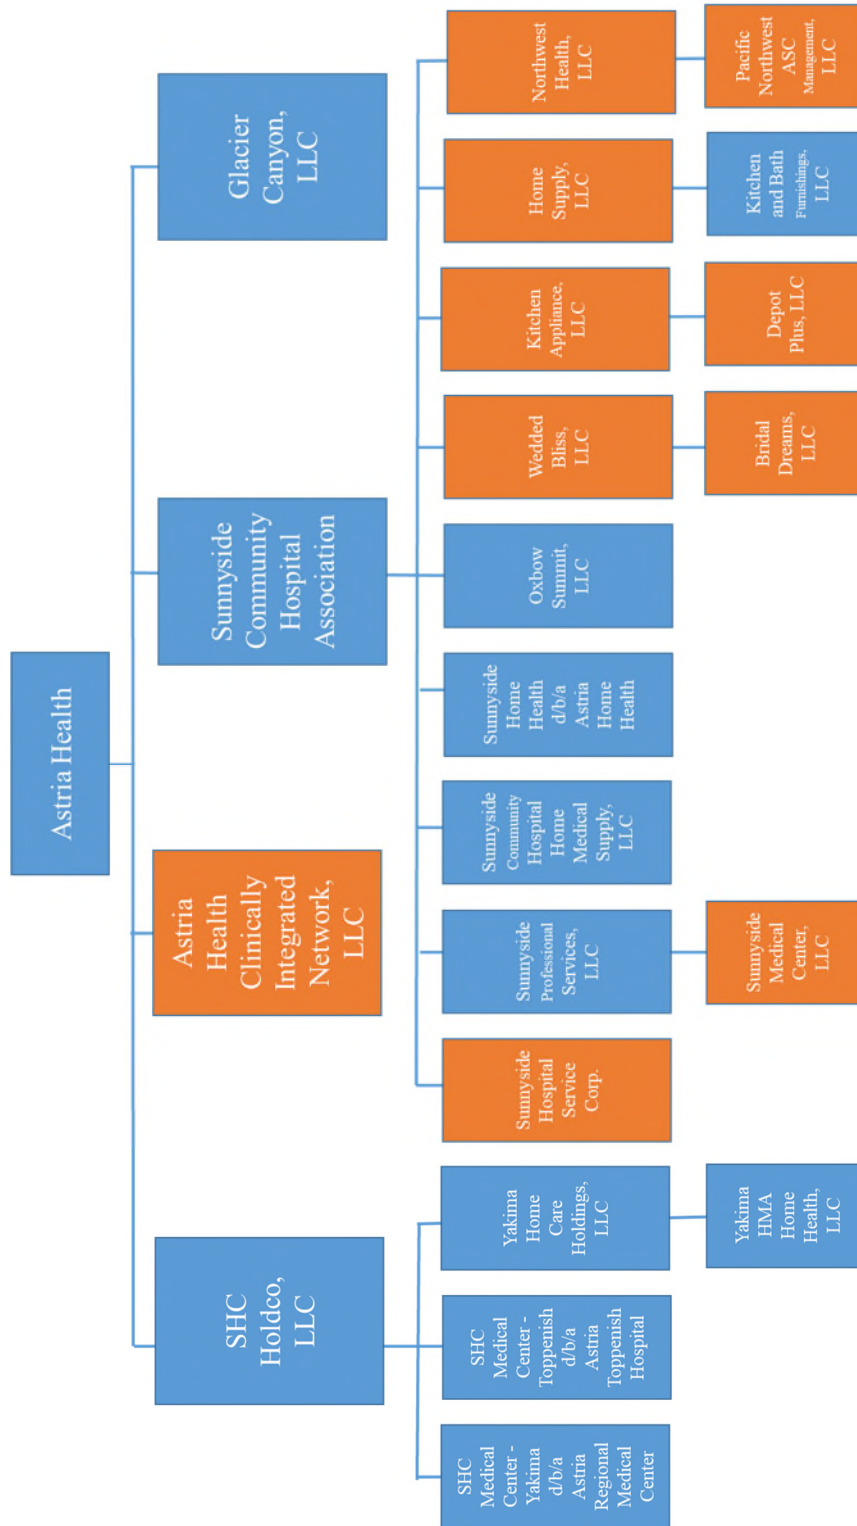 Astria Health
SHC
Holdco,
LLC
Astria
Health
Clinically
Integrated
Network,
LLC
Sunnyside
Community
Hospital
Association
Glacier
Canyon,
LLC
SHC
Medical
Center -
Yakima
d/b/a
Astria
Regional
Medical
Center
SHC
Medical
Center -
Toppenish
d/b/a
Astria
Toppenish
Hospital
Yakima
Home
Care
Holdings,
LLC
Sunnyside
Hospital
Service
Corp.
Sunnyside
Professional
Services,
LLC
Sunnyside
Community
Hospital
Home
Medical
Supply,
LLC
Sunnyside
Home
Health
d/b/a
Astria
Home
Health
Oxbow
Summit,
LLC
Wedded
Bliss,
LLC
Kitchen
Appliance,
LLC
Home
Supply,
LLC
Northwest
Health,
LLC
Yakima
HMA
Home
Health,
LLC
Sunnyside
Medical
Center,
LLC
Bridal
Dreams,
LLC
Depot
Plus, LLC
Kitchen
and Bath
Furnishings,
LLC
Pacific
Northwest
ASC
Management,
LLC